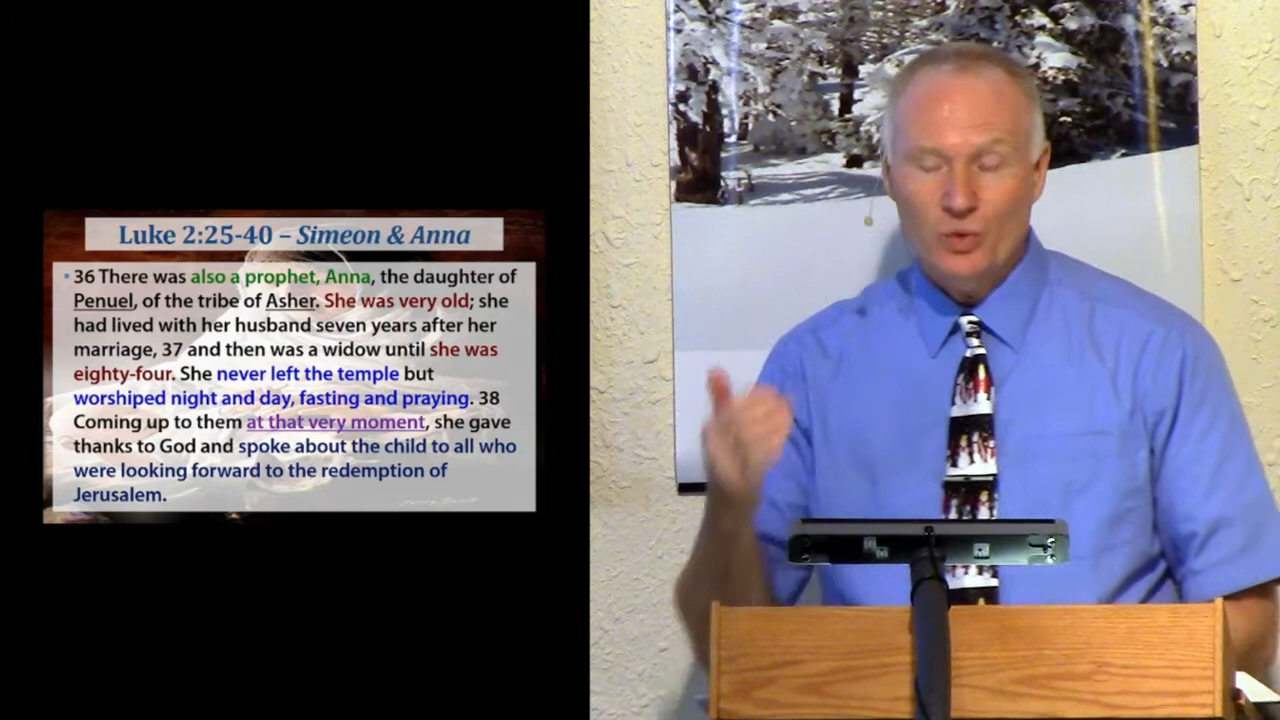 Luke 2:25-40 – Simeon & Anna
• 36 There was also a prophet, Anna, the daughter of
Penuel, of the tribe of Asher. She was very old; she
had lived with her husband seven years after her
marriage, 37 and then was a widow until she was
eighty-four. She never left the temple but
worshiped night and day, fasting and praying. 38
Coming up to them at that very moment, she gave
thanks to God and spoke about the child to all who
were looking forward to the redemption of
Jerusalem.